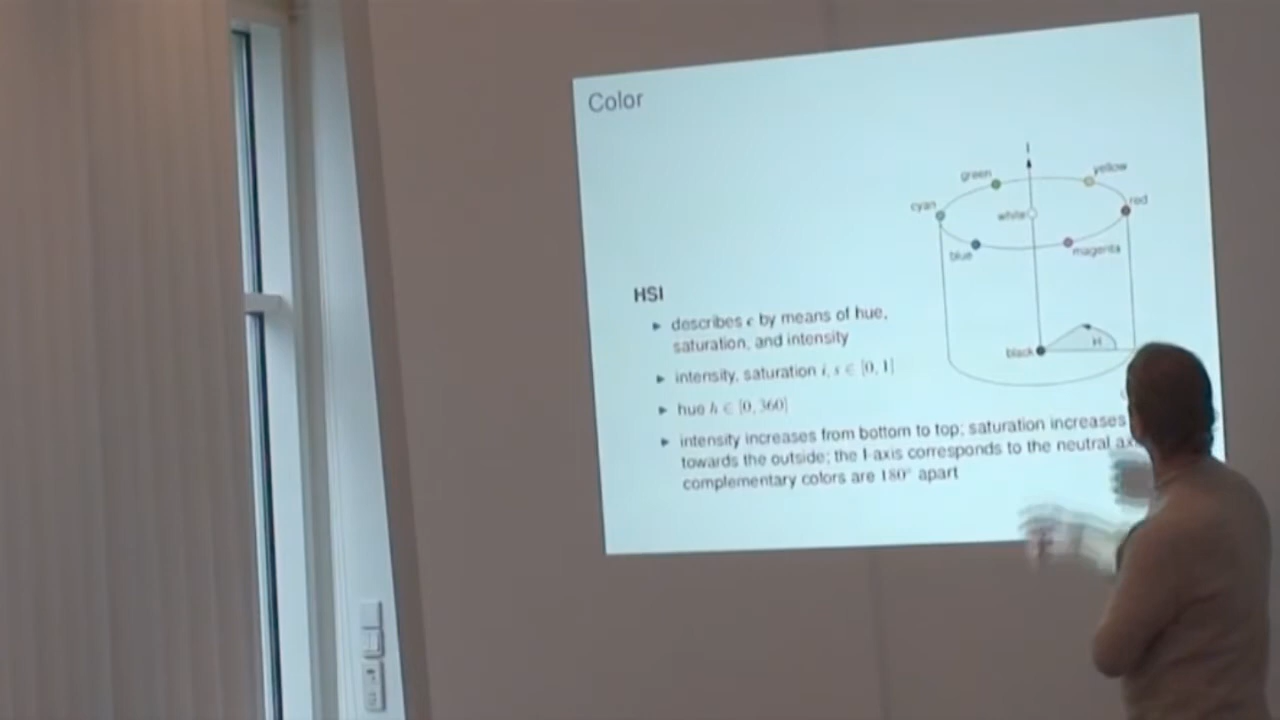 Color
I
green
yellow
cyan
white
red
blue
magenta
black
H
HSI
describes c by means of hue,
saturation, and intensity
intensity, saturation i, s ∈ [0, 1]
hue h ∈ [0, 360]
intensity increases from bottom to top; saturation increases
towards the outside; the I-axis corresponds to the neutral
complementary colors are 180° apart